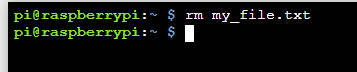 pi@raspberrypi:~ $ rm my_file.txt
pi@raspberrypi:~ $